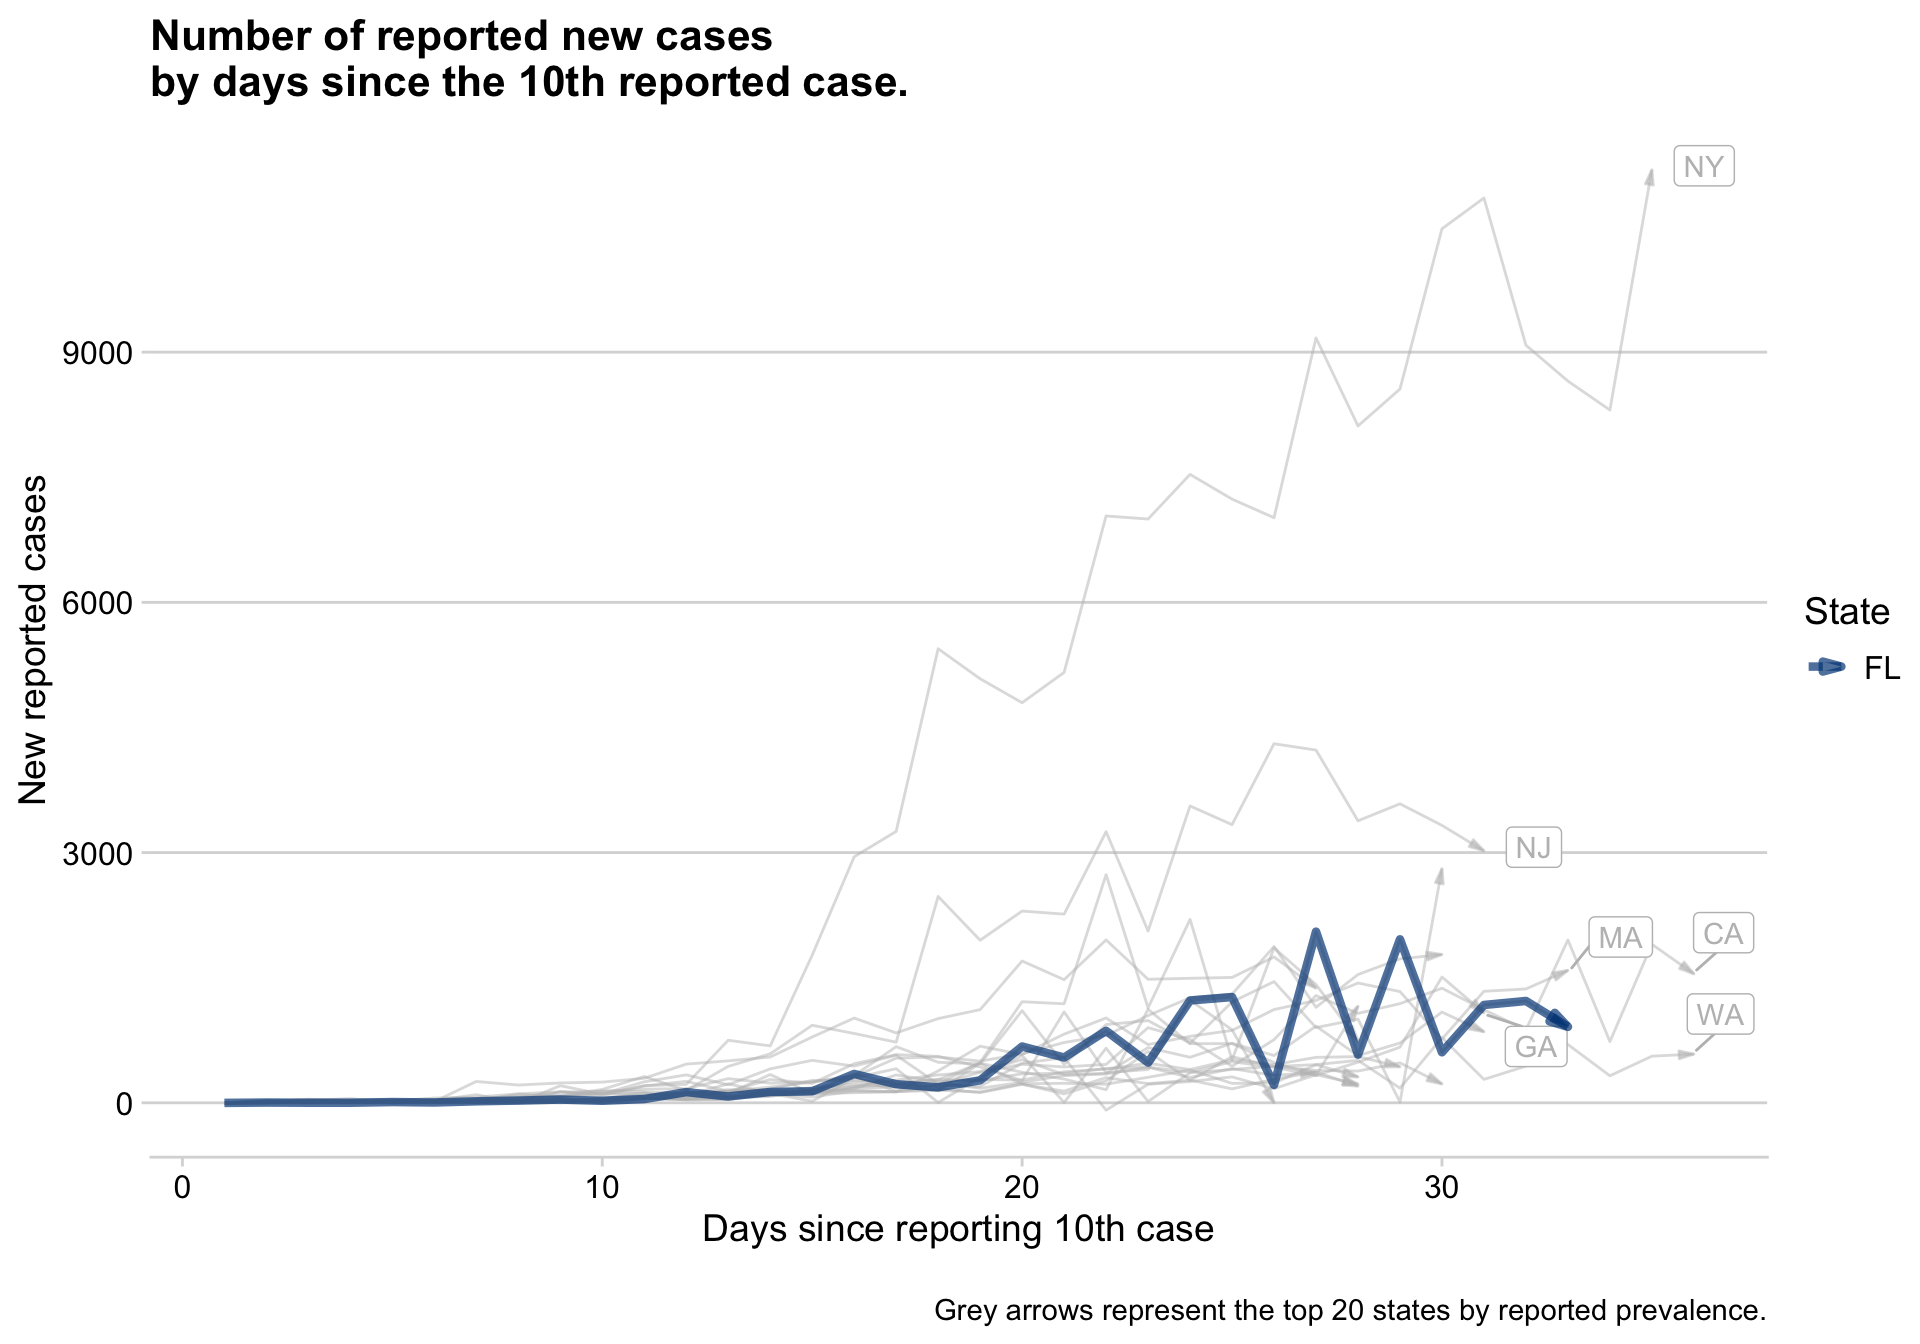 Number of reported new cases
by days since the 10th reported case.
NY
9000
6000
3000
0
New reported cases
NJ
MA
CA
WA
GA
State
FL
0
10
20
30
Days since reporting 10th case
Grey arrows represent the top 20 states by reported prevalence.